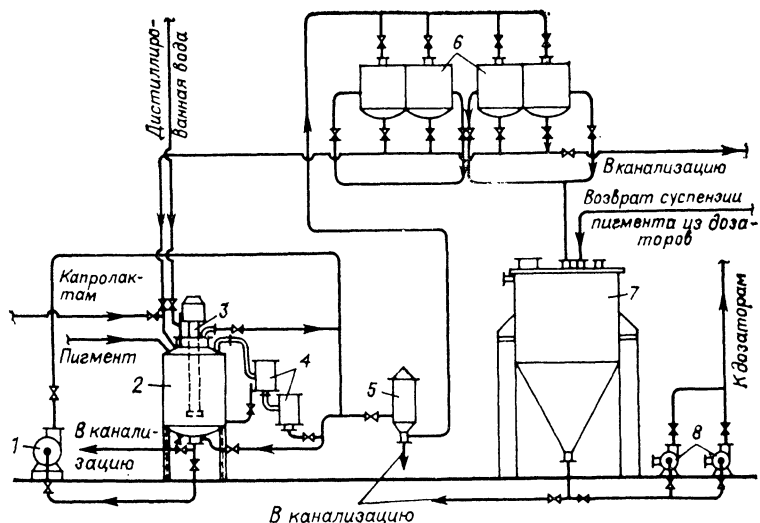 Дистиллиро-
ванная вода
6
В канализацию
Возврат суспензии
пигмента из доза-
торов
Капролак-
там
3
Пигмент
7
К дозаторам
2
4
5
1
В канали-
зацию
8
В канализацию